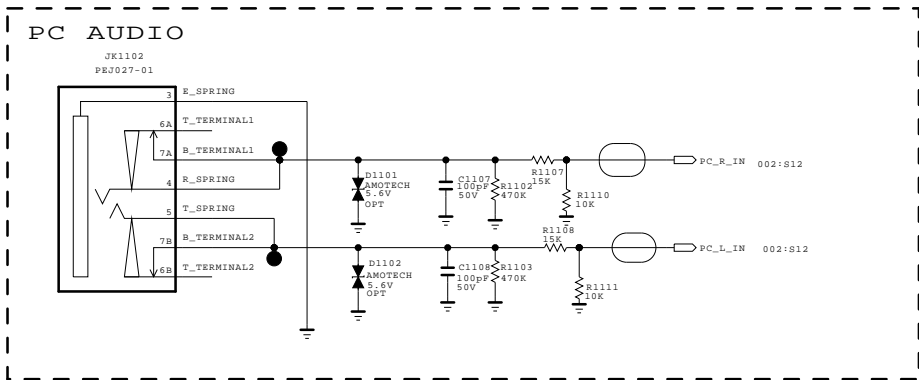 PC AUDIO
JK1102
PEJ027-01
3 E_SPRING
6A T_TERMINAL1
7A B_TERMINAL1
4 R_SPRING
5 T_SPRING
7B B_TERMINAL2
6B T_TERMINAL2
D1101
AMOTECH
5.6V
OPT
C1107
100pF
50V
R1102
470K
R1107
15K
R1110
10K
PC_R_IN 002:S12
D1102
AMOTECH
5.6V
OPT
C1108
100pF
50V
R1103
470K
R1108
15K
R1111
10K
PC_L_IN 002:S12